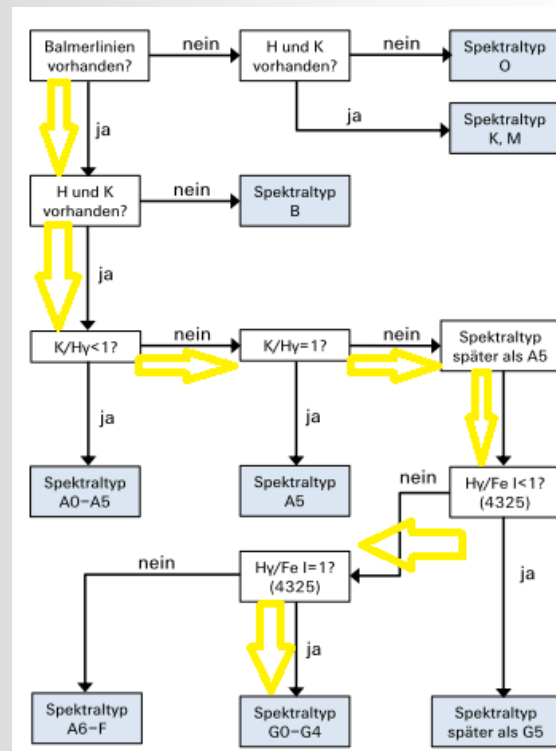 Balmerlinien
vorhanden?
nein
H und K
vorhanden?
nein
Spektraltyp
O
ja
Spektraltyp
K, M
ja
H und K
vorhanden?
nein
Spektraltyp
B
ja
K/Hγ<1?
nein
K/Hγ=1?
nein
Spektraltyp
später als A5
ja
ja
Spektraltyp
A0–A5
Spektraltyp
A5
nein
Hγ/Fe I<1?
(4325)
nein
Hγ/Fe I=1?
(4325)
ja
ja
Spektraltyp
A6–F
Spektraltyp
G0–G4
Spektraltyp
später als G5